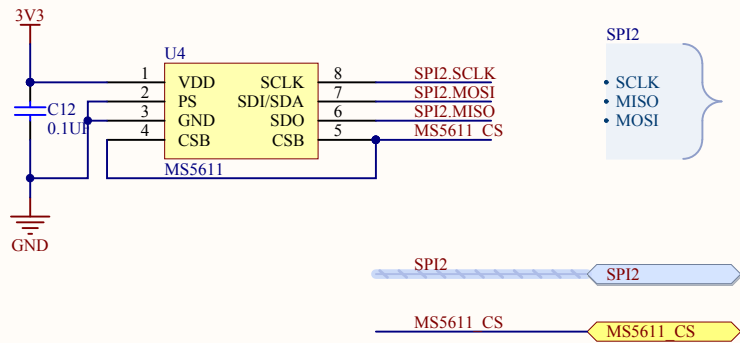 3V3
U4
SPI2
1 VDD SCLK 8 SPI2.SCLK
SCLK
2 PS SDI/SDA 7 SPI2.MOSI
MISO
C12
3 GND SDO 6 SPI2.MISO
MOSI
0.1UF
4 CSB CSB 5 MS5611_CS
MS5611
GND
SPI2 SPI2
MS5611_CS MS5611_CS